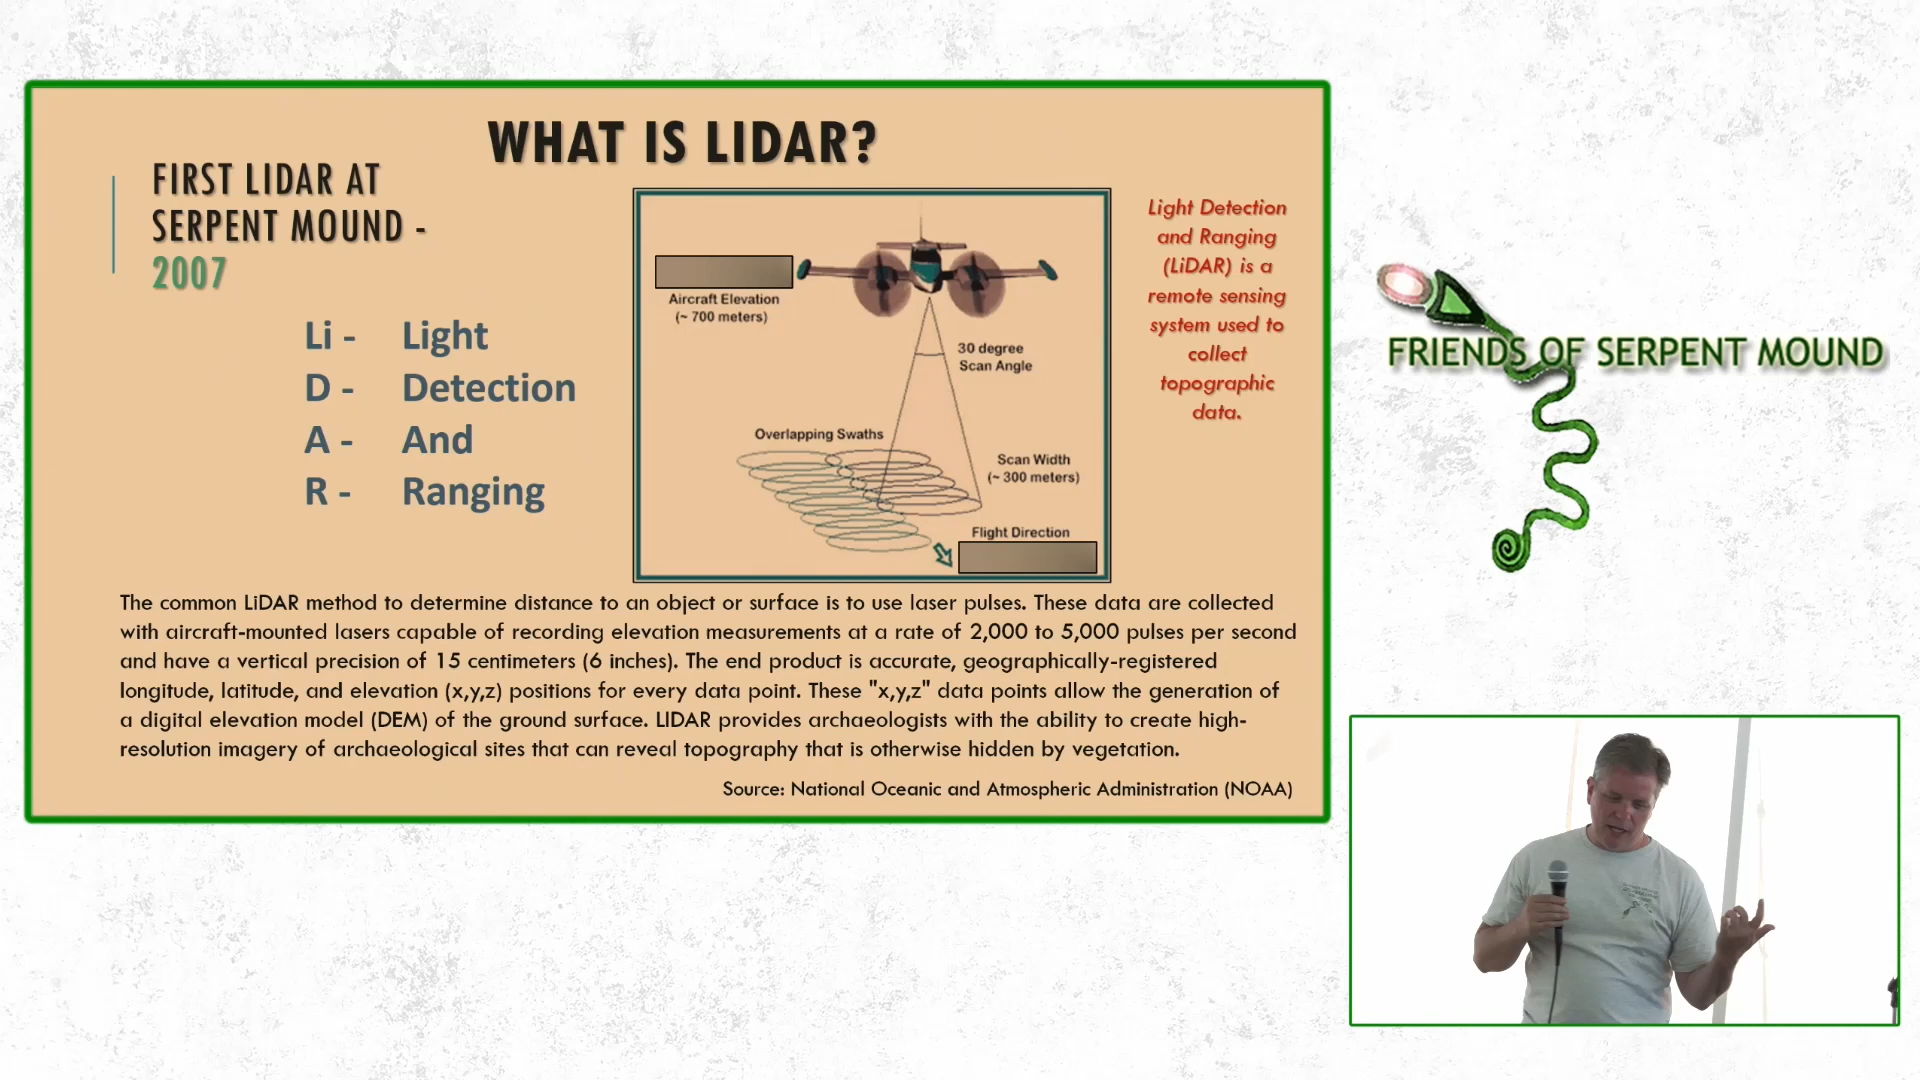 WHAT IS LIDAR?
FIRST LIDAR AT
SERPENT MOUND -
2007
Li - Light
D - Detection
A - And
R - Ranging
Aircraft Elevation
(~ 700 meters)
30 degree
Scan Angle
Overlapping Swaths
Scan Width
(~ 300 meters)
Flight Direction
Light Detection
and Ranging
(LiDAR) is a
remote sensing
system used to
collect
topographic
data.
The common LiDAR method to determine distance to an object or surface is to use laser pulses. These data are collected
with aircraft-mounted lasers capable of recording elevation measurements at a rate of 2,000 to 5,000 pulses per second
and have a vertical precision of 15 centimeters (6 inches). The end product is accurate, geographically-registered
longitude, latitude, and elevation (x,y,z) positions for every data point. These "x,y,z" data points allow the generation of
a digital elevation model (DEM) of the ground surface. LIDAR provides archaeologists with the ability to create high-
resolution imagery of archaeological sites that can reveal topography that is otherwise hidden by vegetation.
Source: National Oceanic and Atmospheric Administration (NOAA)
FRIENDS OF SERPENT MOUND